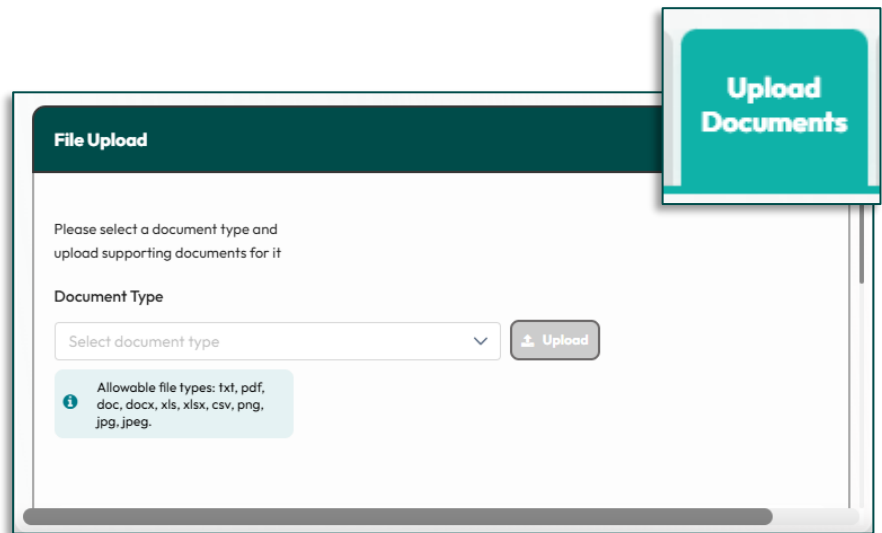 Upload
Documents
File Upload
Please select a document type and
upload supporting documents for it
Document Type
Select document type
Upload
Allowable file types: txt, pdf,
doc, docx, xls, xlsx, csv, png,
jpg, jpeg.